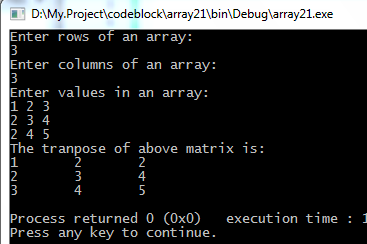 D:\My.Project\codeblock\array21\bin\Debug\array21.exe
Enter rows of an array:
3
Enter columns of an array:
3
Enter values in an array:
1 2 3
2 3 4
2 4 5
The tranpose of above matrix is:
1 2 2
2 3 4
3 4 5
Process returned 0 (0x0) execution time : 1
Press any key to continue.